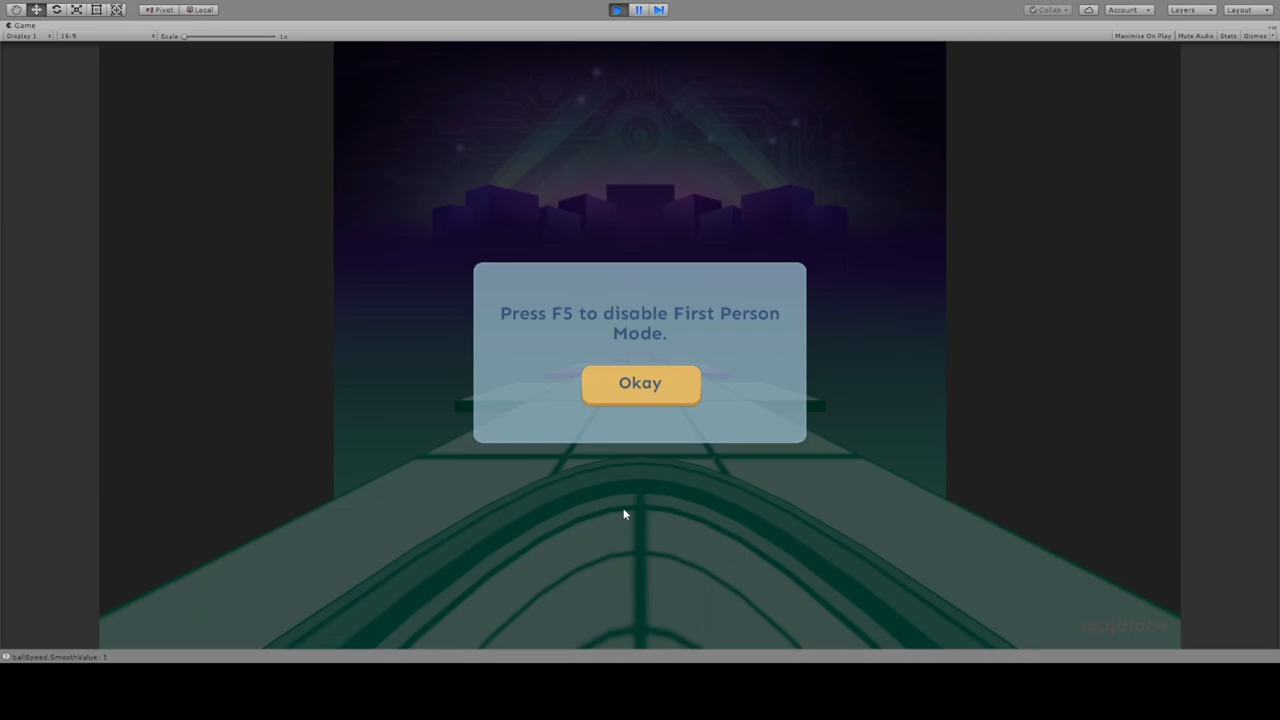 Pivot Local Collab Account Layers Layout
Game
Display 1 16:9 Scale 1x Maximize On Play Mute Audio Stats Gizmos
Press F5 to disable First Person
Mode.
Okay
ballSpeed.SmoothValue: 1